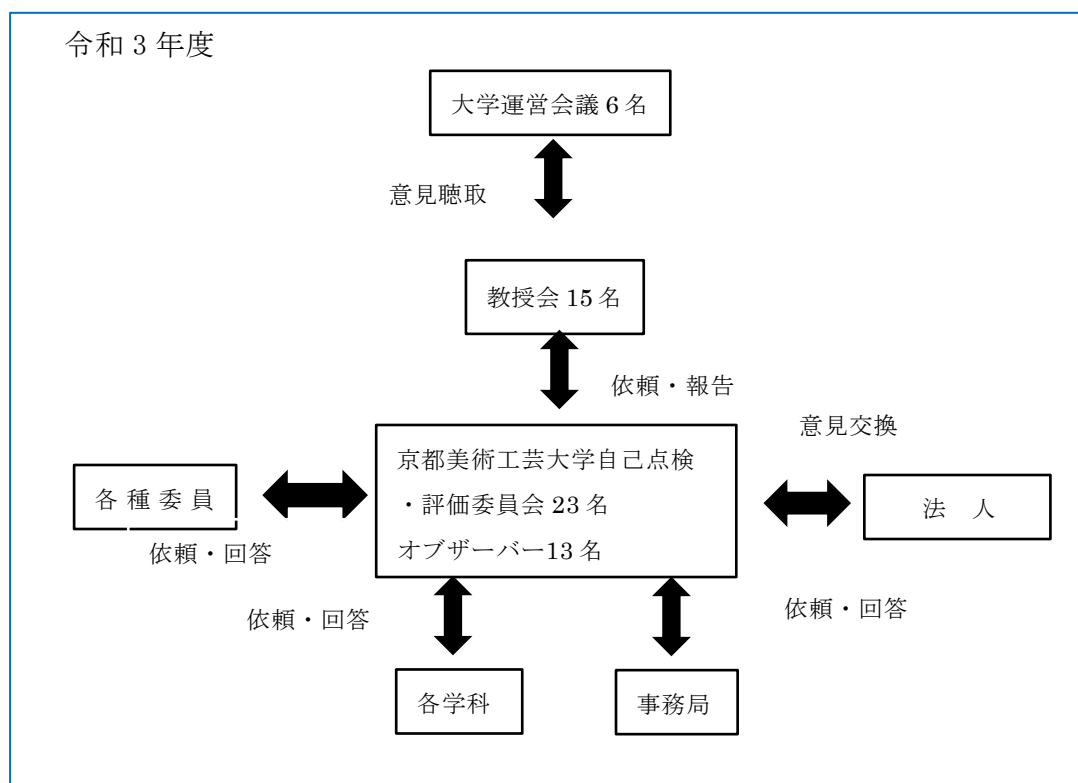 令和3年度
大学運営会議6名
意見聴取
教授会15名
依頼・報告
意見交換
京都美術工芸大学自己点検
・評価委員会23名
オブザーバー13名
各種委員
法　人
依頼・回答
依頼・回答
依頼・回答
各学科
事務局